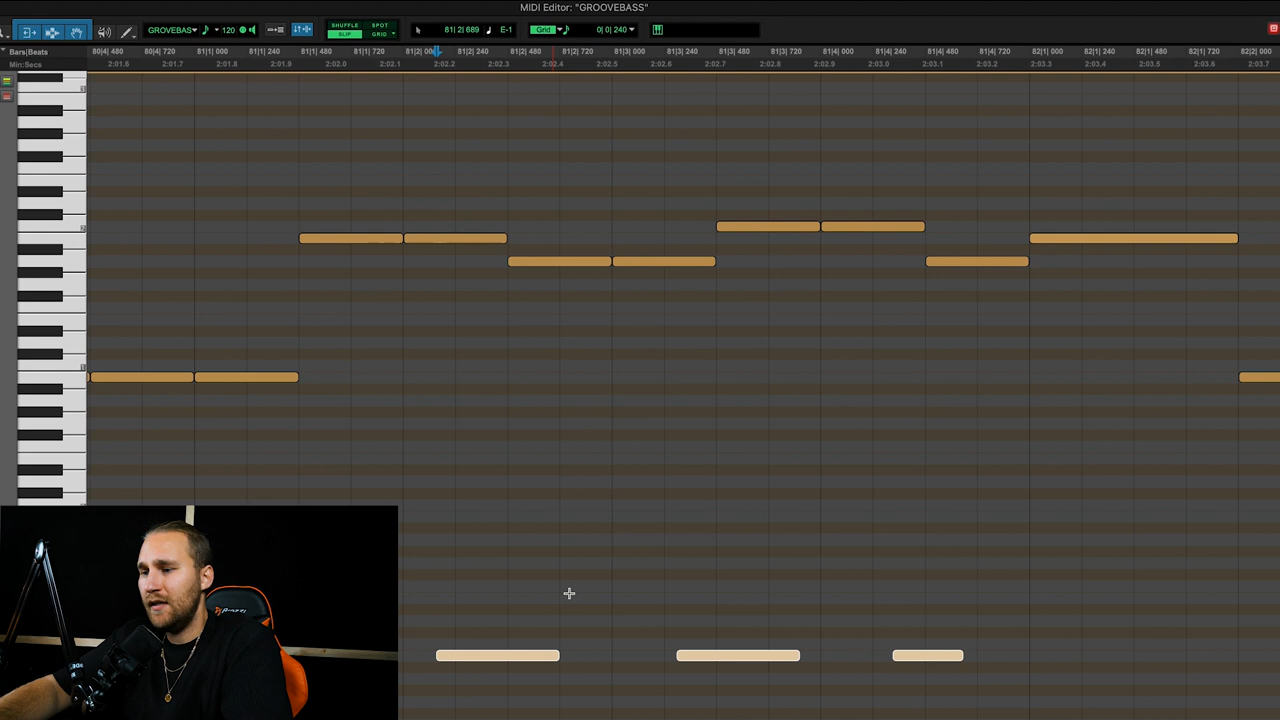 MIDI Editor: "GROOVEBASS"
GROOVEBAS 120 SHUFFLE SPOT SLIP GRID 81| 2| 689 E-1 Grid 0| 0| 240
Bars|Beats 80|4| 480 80|4| 720 81|1| 000 81|1| 240 81|1| 480 81|1| 720 81|2| 00 81|2| 240 81|2| 480 81|2| 720 81|3| 000 81|3| 240 81|3| 480 81|3| 720 81|4| 000 81|4| 240 81|4| 480 81|4| 720 82|1| 000 82|1| 240 82|1| 480 82|1| 720 82|2| 000
Min:Secs 2:01.6 2:01.7 2:01.8 2:01.9 2:02.0 2:02.1 2:02.2 2:02.3 2:02.4 2:02.5 2:02.6 2:02.7 2:02.8 2:02.9 2:03.0 2:03.1 2:03.2 2:03.3 2:03.4 2:03.5 2:03.6 2:03.7